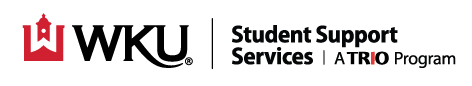 WKU®
Student Support
Services | A TRIO Program